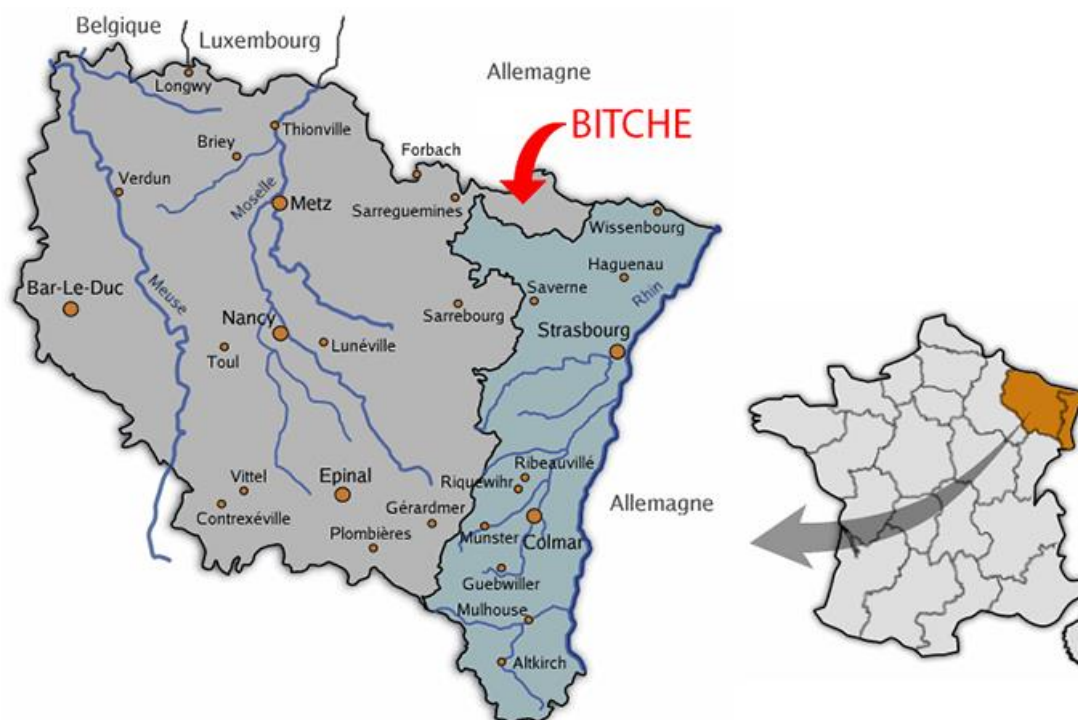 Belgique
Luxembourg
Allemagne
BITCHE
Longwy
Thionville
Briey
Forbach
Verdun
Moselle
Metz
Sarreguemines
Wissenbourg
Haguenau
Bar-Le-Duc
Meuse
Saverne
Rhin
Sarrebourg
Nancy
Strasbourg
Toul
Lunéville
Ribeauvillé
Vittel
Epinal
Riquewihr
Contrexéville
Gérardmer
Allemagne
Plombières
Munster
Colmar
Guebwiller
Mulhouse
Altkirch